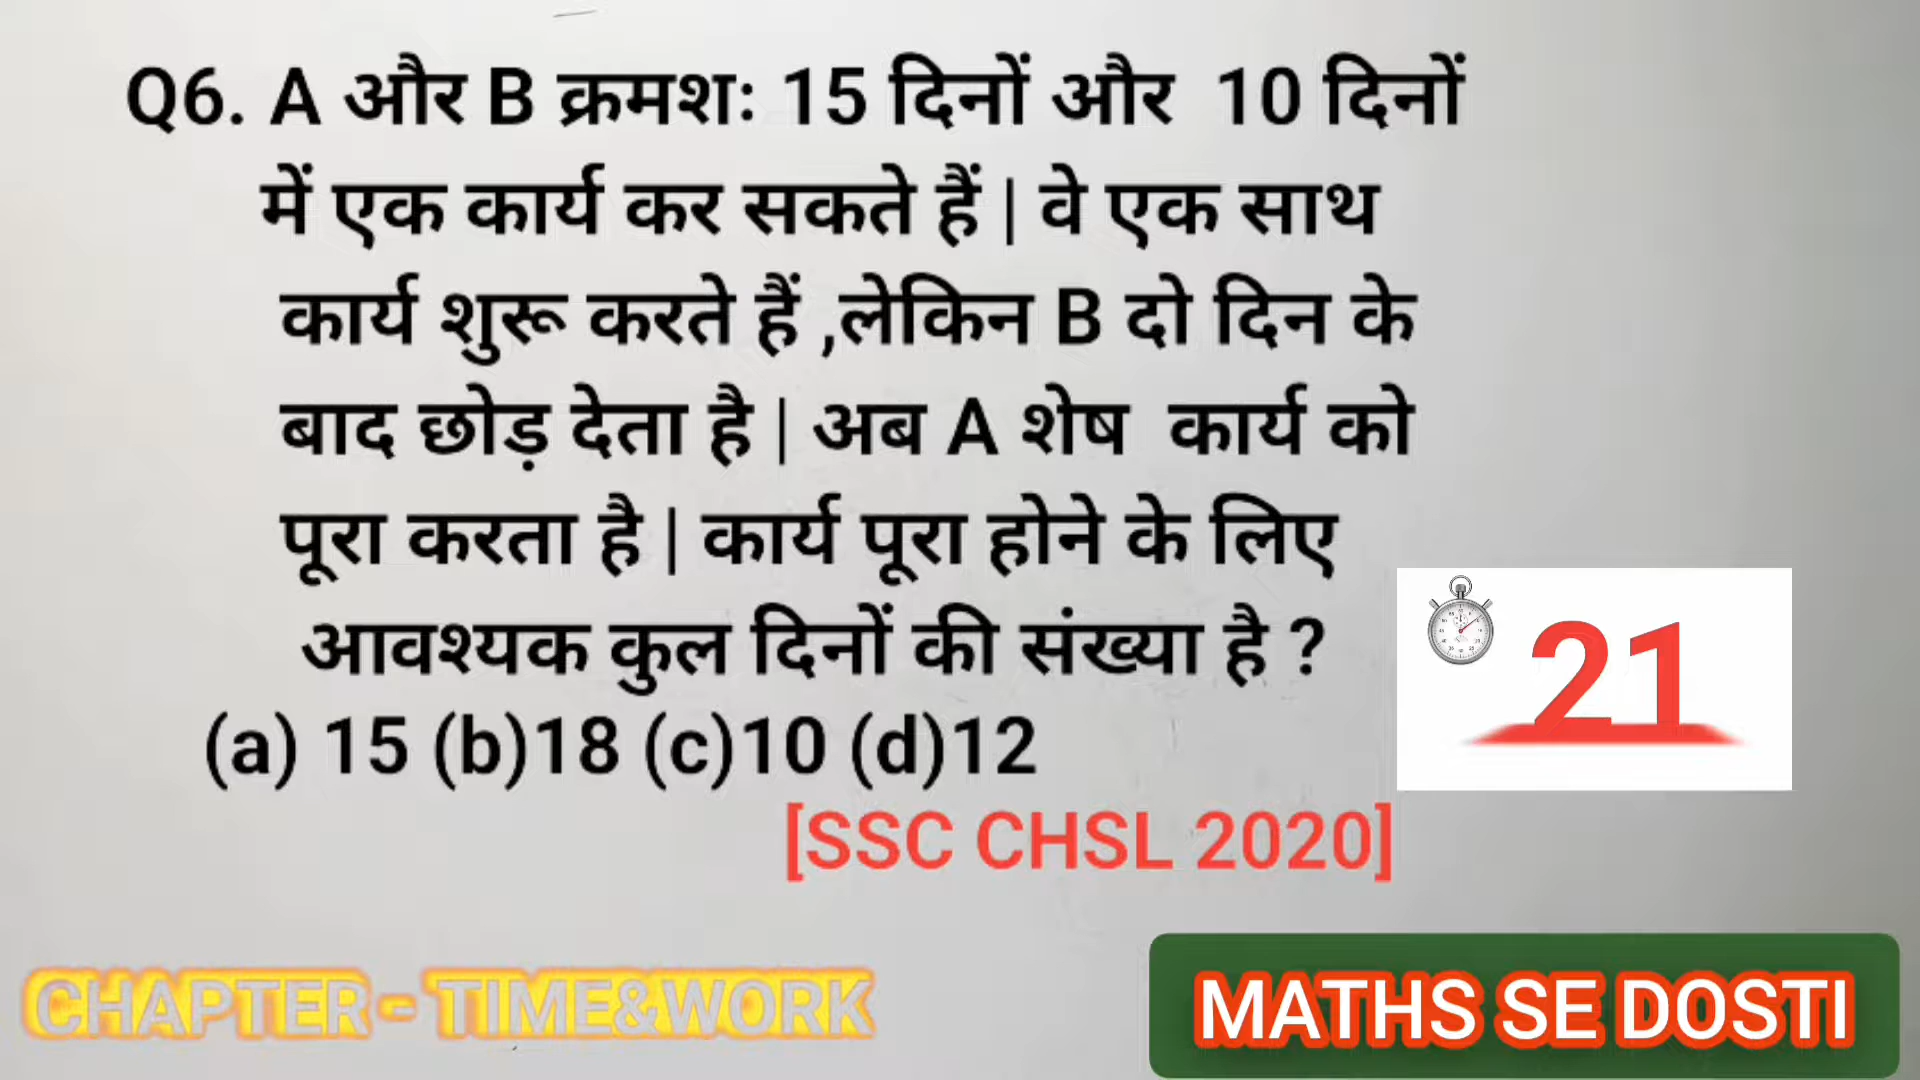 Q6. A और B क्रमशः 15 दिनों और 10 दिनों
में एक कार्य कर सकते हैं | वे एक साथ
कार्य शुरू करते हैं ,लेकिन B दो दिन के
बाद छोड़ देता है | अब A शेष कार्य को
पूरा करता है | कार्य पूरा होने के लिए
आवश्यक कुल दिनों की संख्या है ?
(a) 15 (b)18 (c)10 (d)12
21
[SSC CHSL 2020]
CHAPTER - TIME&WORK
MATHS SE DOSTI